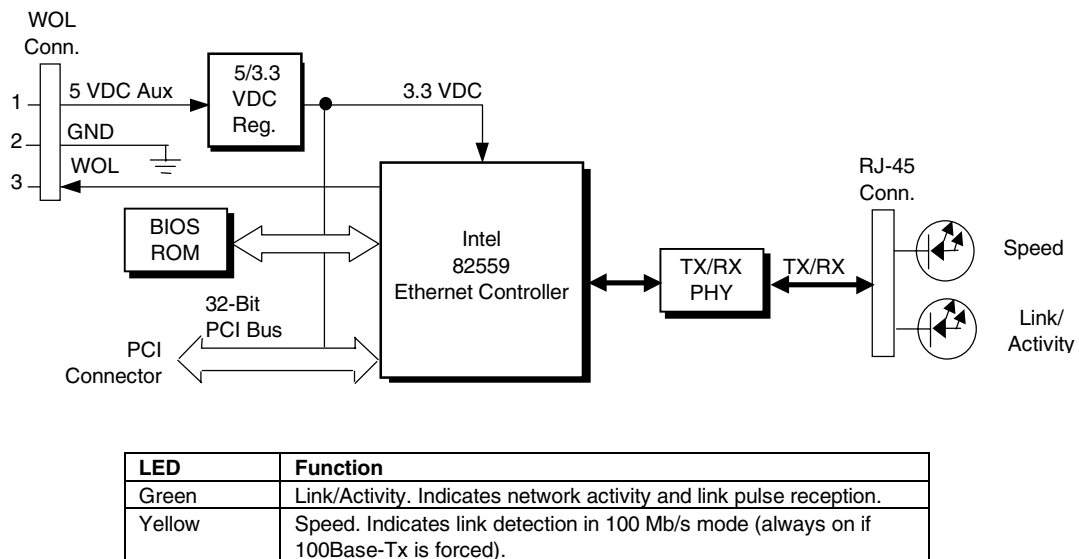 WOL
Conn.
1
5 VDC Aux
5/3.3
VDC
Reg.
3.3 VDC
2
GND
3
WOL
BIOS
ROM
Intel
82559
Ethernet Controller
32-Bit
PCI Bus
PCI
Connector
TX/RX
PHY
TX/RX
RJ-45
Conn.
Speed
Link/
Activity
LED Function
Green Link/Activity. Indicates network activity and link pulse reception.
Yellow Speed. Indicates link detection in 100 Mb/s mode (always on if
100Base-Tx is forced).